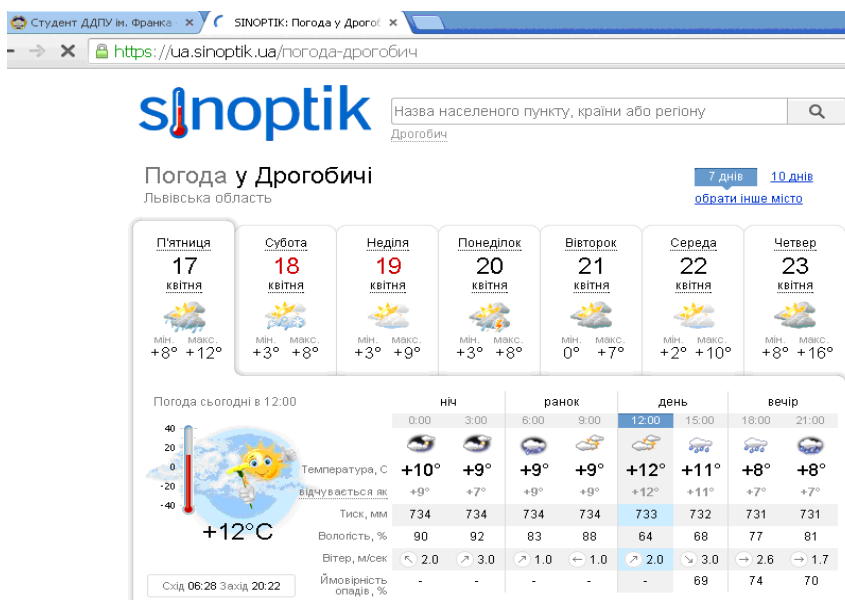 Студент ДДПУ ім. Франка
SINOPTIK: Погода у Дрогоб
https://ua.sinoptik.ua/погода-дрогобич
sinoptik
Назва населеного пункту, країни або регіону
Дрогобич
Погода у Дрогобичі
Львівська область
7 днів 10 днів
обрати інше місто
П'ятниця Субота Неділя Понеділок Вівторок Середа Четвер
17 18 19 20 21 22 23
квітня квітня квітня квітня квітня квітня квітня
мін. макс. мін. макс. мін. макс. мін. макс. мін. макс. мін. макс. мін. макс.
+8° +12° +3° +8° +3° +9° +3° +8° 0° +7° +2° +10° +8° +16°
Погода сьогодні в 12:00
ніч ранок день вечір
0:00 3:00 6:00 9:00 12:00 15:00 18:00 21:00
40
20
0
-20
-40
+12°C
Температура, С +10° +9° +9° +9° +12° +11° +8° +8°
відчувається як +9° +7° +9° +9° +12° +11° +7° +7°
Тиск, мм 734 734 734 734 733 732 731 731
Вологість, % 90 92 83 88 64 68 77 81
Вітер, м/сек 2.0 3.0 1.0 1.0 2.0 3.0 2.6 1.7
Ймовірність опадів, % - - - - - 69 74 70
Схід 06:28 Захід 20:22